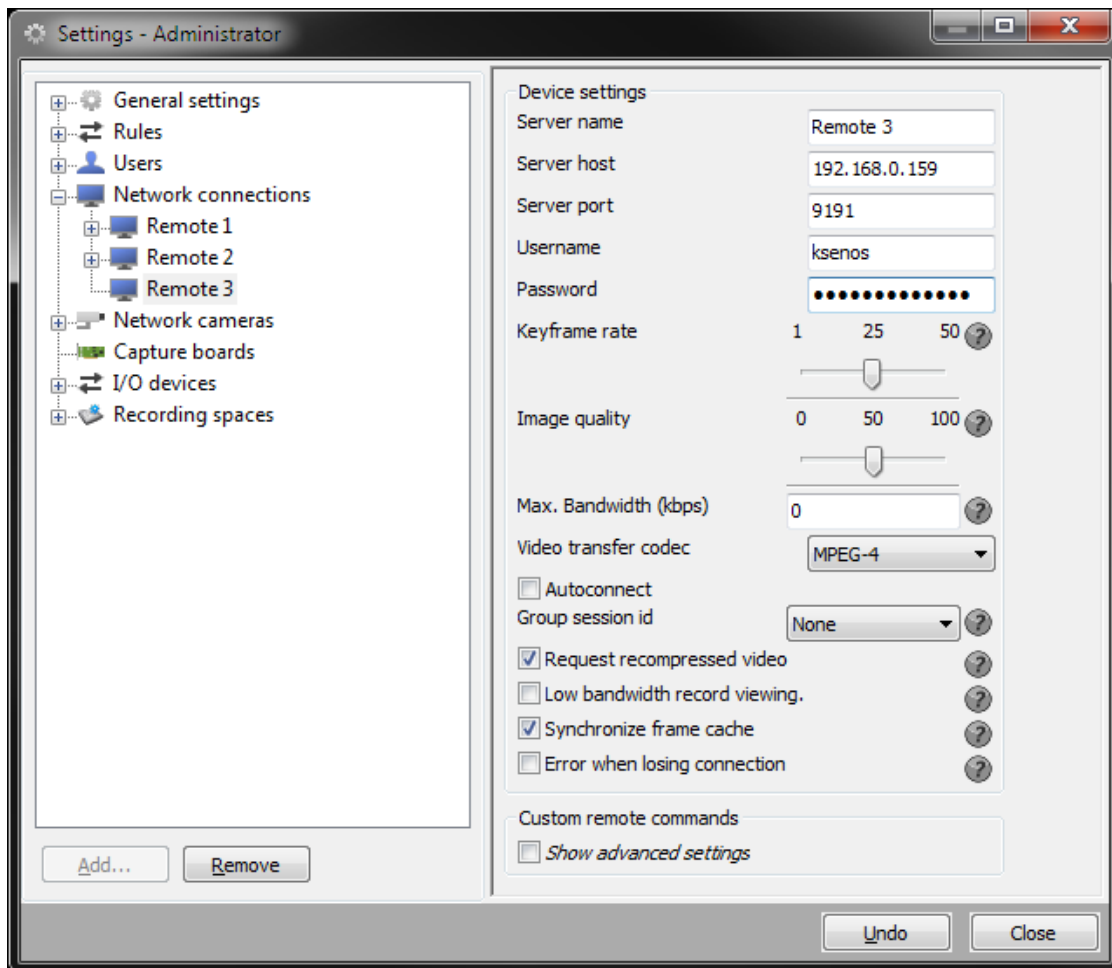 Settings - Administrator
General settings
Rules
Users
Network connections
Remote 1
Remote 2
Remote 3
Network cameras
Capture boards
I/O devices
Recording spaces
Add...
Remove
Device settings
Server name Remote 3
Server host 192.168.0.159
Server port 9191
Username ksenos
Password •••••••••••••
Keyframe rate 1 25 50 ?
Image quality 0 50 100 ?
Max. Bandwidth (kbps) 0 ?
Video transfer codec MPEG-4
Autoconnect
Group session id None ?
Request recompressed video ?
Low bandwidth record viewing. ?
Synchronize frame cache ?
Error when losing connection ?
Custom remote commands
Show advanced settings
Undo Close